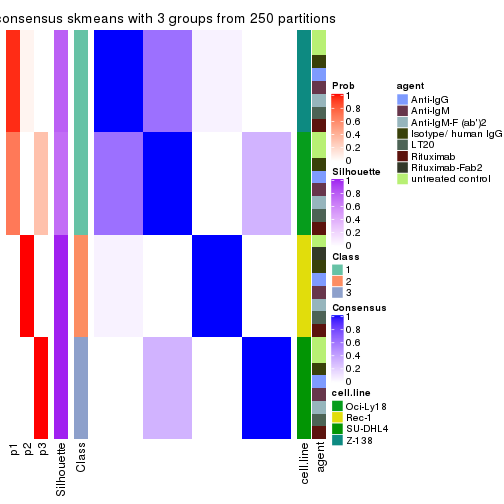 consensus skmeans with 3 groups from 250 partitions
p1
p2
p3
Silhouette
Class
cell.line
agent
Prob
1
0.8
0.6
0.4
0.2
0
Silhouette
1
0.8
0.6
0.4
0.2
0
Class
1
2
3
Consensus
1
0.8
0.6
0.4
0.2
0
cell.line
Oci-Ly18
Rec-1
SU-DHL4
Z-138
agent
Anti-IgG
Anti-IgM
Anti-IgM-F (ab')2
Isotype/ human IgG
LT20
Rituximab
Rituximab-Fab2
untreated control